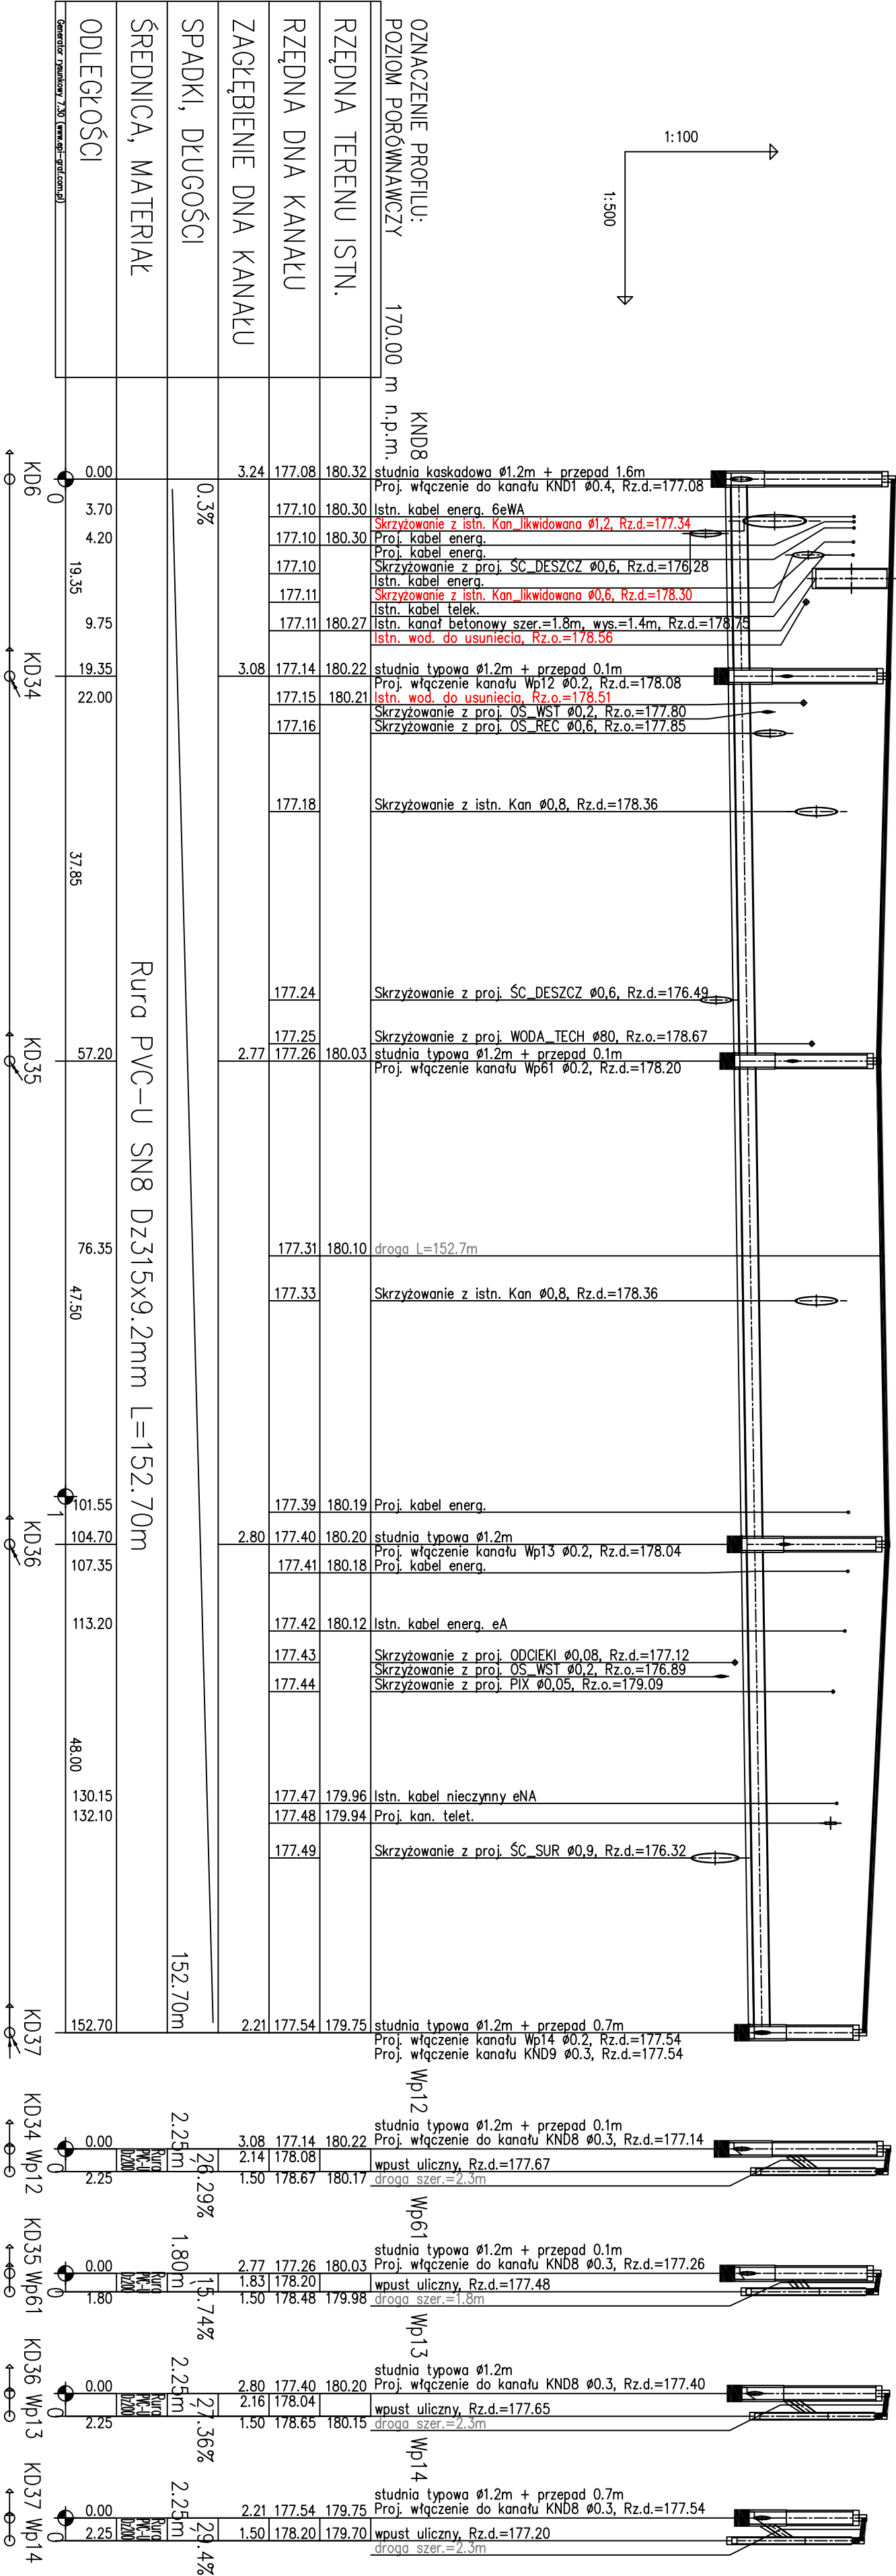 1:100
1:500
OZNACZENIE PROFILU: KND8
POZIOM PORÓWNAWCZY 170.00 m n.p.m.
RZĘDNA TERENU ISTN.
RZĘDNA DNA KANAŁU
ZAGŁĘBIENIE DNA KANAŁU
SPADKI, DŁUGOŚCI
ŚREDNICA, MATERIAŁ
ODLEGŁOŚCI
Generator rysunkowy 7.30 (www.epi-graf.com.pl)
0.00 3.24 177.08 180.32 studnia kaskadowa ø1.2m + przepad 1.6m
Proj. włączenie do kanału KND1 ø0.4, Rz.d.=177.08
KD6
0
0.3%
3.70 177.10 180.30 Istn. kabel energ. 6eWA
Skrzyżowanie z istn. Kan_likwidowana ø1,2, Rz.d.=177.34
4.20 177.10 180.30 Proj. kabel energ.
Proj. kabel energ.
177.10 Skrzyżowanie z proj. ŚC_DESZCZ ø0,6, Rz.d.=176.28
Istn. kabel energ.
19.35
177.11 Skrzyżowanie z istn. Kan_likwidowana ø0,6, Rz.d.=178.30
Istn. kabel telek.
9.75 177.11 180.27 Istn. kanał betonowy szer.=1.8m, wys.=1.4m, Rz.d=178.75
Istn. wod. do usuniecia, Rz.o.=178.56
KD34
19.35 3.08 177.14 180.22 studnia typowa ø1.2m + przepad 0.1m
Proj. włączenie kanału Wp12 ø0.2, Rz.d.=178.08
22.00 177.15 180.21 Istn. wod. do usuniecia, Rz.o.=178.51
Skrzyżowanie z proj. OS_WST ø0,2, Rz.o.=177.80
177.16 Skrzyżowanie z proj. OS_REC ø0,6, Rz.o.=177.85
177.18 Skrzyżowanie z istn. Kan ø0,8, Rz.d.=178.36
37.85
177.24 Skrzyżowanie z proj. ŚC_DESZCZ ø0,6, Rz.d.=176.49
177.25 Skrzyżowanie z proj. WODA_TECH ø80, Rz.o.=178.67
KD35
57.20 2.77 177.26 180.03 studnia typowa ø1.2m + przepad 0.1m
Proj. włączenie kanału Wp61 ø0.2, Rz.d.=178.20
Rura PVC-U SN8 Dz315x9.2mm L=152.70m
76.35 177.31 180.10 droga L=152.7m
177.33 Skrzyżowanie z istn. Kan ø0,8, Rz.d.=178.36
47.50
101.55 177.39 180.19 Proj. kabel energ.
1
KD36
104.70 2.80 177.40 180.20 studnia typowa ø1.2m
Proj. włączenie kanału Wp13 ø0.2, Rz.d.=178.04
107.35 177.41 180.18 Proj. kabel energ.
113.20 177.42 180.12 Istn. kabel energ. eA
177.43 Skrzyżowanie z proj. ODCIEKI ø0,08, Rz.d.=177.12
Skrzyżowanie z proj. OS_WST ø0,2, Rz.o.=176.89
177.44 Skrzyżowanie z proj. PIX ø0,05, Rz.o.=179.09
48.00
130.15 177.47 179.96 Istn. kabel nieczynny eNA
132.10 177.48 179.94 Proj. kan. telet.
177.49 Skrzyżowanie z proj. ŚC_SUR ø0,9, Rz.d.=176.32
152.70m
KD37
152.70 2.21 177.54 179.75 studnia typowa ø1.2m + przepad 0.7m
Proj. włączenie kanału Wp14 ø0.2, Rz.d.=177.54
Proj. włączenie kanału KND9 ø0.3, Rz.d.=177.54
Wp12
studnia typowa ø1.2m + przepad 0.1m
0.00 3.08 177.14 180.22 Proj. włączenie do kanału KND8 ø0.3, Rz.d.=177.14
2.14 178.08
wpust uliczny, Rz.d.=177.67
2.25 1.50 178.67 180.17 droga szer.=2.3m
2.25m 26.29%
Rura PVC-U Dz200
KD34 Wp12
0
Wp61
studnia typowa ø1.2m + przepad 0.1m
0.00 2.77 177.26 180.03 Proj. włączenie do kanału KND8 ø0.3, Rz.d.=177.26
1.83 178.20
wpust uliczny, Rz.d.=177.48
1.80 1.50 178.48 179.98 droga szer.=1.8m
1.80m 15.74%
Rura PVC-U Dz200
KD35 Wp61
0
Wp13
studnia typowa ø1.2m
0.00 2.80 177.40 180.20 Proj. włączenie do kanału KND8 ø0.3, Rz.d.=177.40
2.16 178.04
wpust uliczny, Rz.d.=177.65
2.25 1.50 178.65 180.15 droga szer.=2.3m
2.25m 27.36%
Rura PVC-U Dz200
KD36 Wp13
0
Wp14
studnia typowa ø1.2m + przepad 0.7m
0.00 2.21 177.54 179.75 Proj. włączenie do kanału KND8 ø0.3, Rz.d.=177.54
2.25 1.50 178.20 179.70 wpust uliczny, Rz.d.=177.20
droga szer.=2.3m
2.25m 29.4%
Rura PVC-U Dz200
KD37 Wp14
0